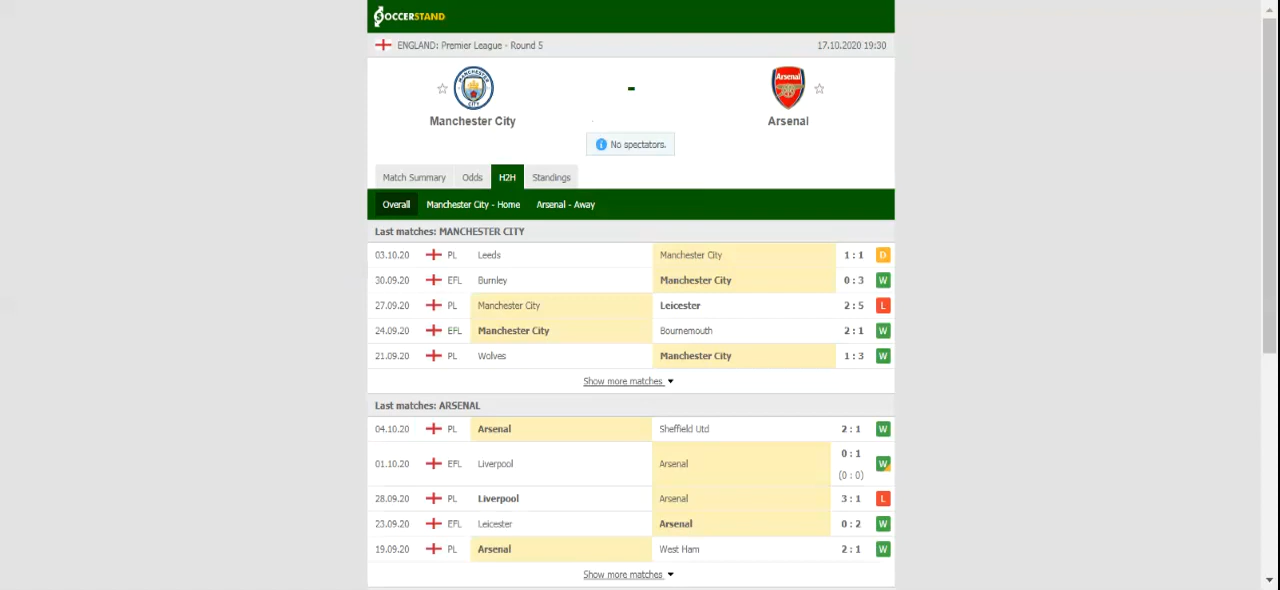 SOCCERSTAND
ENGLAND: Premier League - Round 5 17.10.2020 19:30
MANCHESTER CITY
Arsenal
-
Manchester City Arsenal
No spectators.
Match Summary Odds H2H Standings
Overall Manchester City - Home Arsenal - Away
Last matches: MANCHESTER CITY
03.10.20 PL Leeds Manchester City 1 : 1 D
30.09.20 EFL Burnley Manchester City 0 : 3 W
27.09.20 PL Manchester City Leicester 2 : 5 L
24.09.20 EFL Manchester City Bournemouth 2 : 1 W
21.09.20 PL Wolves Manchester City 1 : 3 W
Show more matches
Last matches: ARSENAL
04.10.20 PL Arsenal Sheffield Utd 2 : 1 W
01.10.20 EFL Liverpool Arsenal 0 : 1 W
(0 : 0)
28.09.20 PL Liverpool Arsenal 3 : 1 L
23.09.20 EFL Leicester Arsenal 0 : 2 W
19.09.20 PL Arsenal West Ham 2 : 1 W
Show more matches